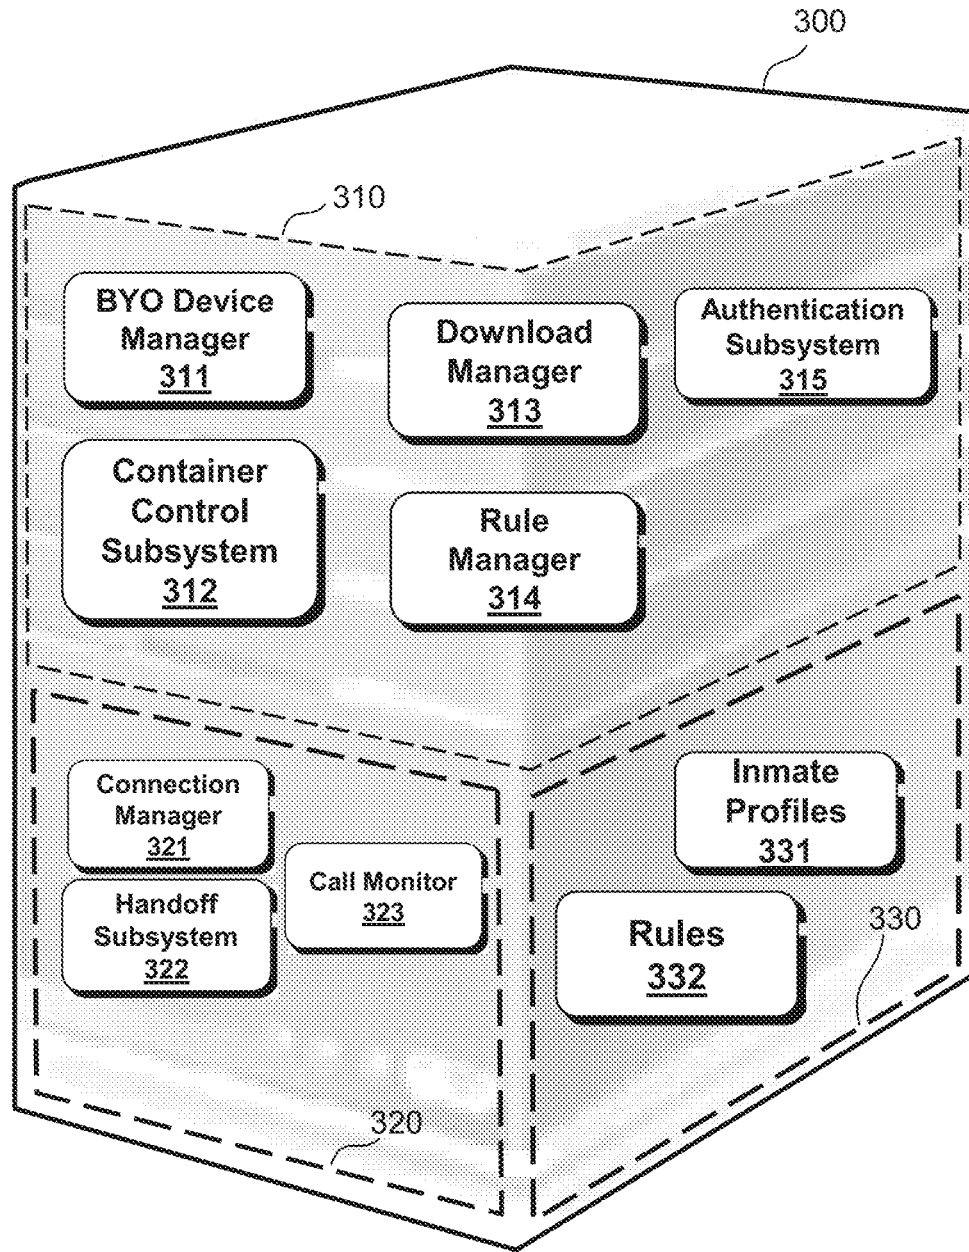 300
310
BYO Device
Manager
311
Download
Manager
313
Authentication
Subsystem
315
Container
Control
Subsystem
312
Rule
Manager
314
Connection
Manager
321
Handoff
Subsystem
322
Call Monitor
323
Inmate
Profiles
331
Rules
332
330
320